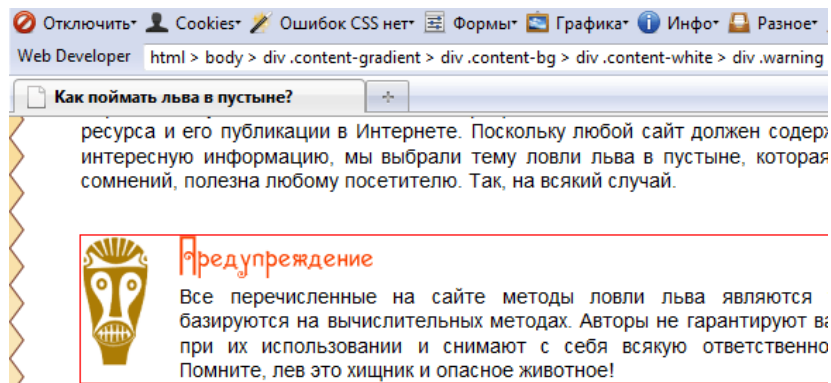 Отключить Cookies Ошибок CSS нет Формы Графика Инфо Разное
Web Developer html > body > div .content-gradient > div .content-bg > div .content-white > div .warning
Как поймать льва в пустыне?
ресурса и его публикации в Интернете. Поскольку любой сайт должен содерж
интересную информацию, мы выбрали тему ловли льва в пустыне, которая
сомнений, полезна любому посетителю. Так, на всякий случай.
Предупреждение
Все перечисленные на сайте методы ловли льва являются
базируются на вычислительных методах. Авторы не гарантируют ва
при их использовании и снимают с себя всякую ответственно
Помните, лев это хищник и опасное животное!